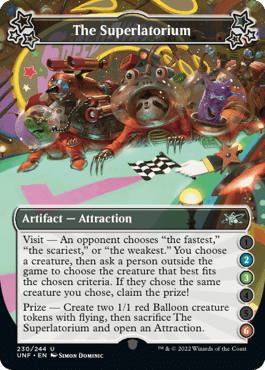 The Superlatorium
Artifact — Attraction
Visit — An opponent chooses “the fastest,”
“the scariest,” or “the weakest.” You choose
a creature, then ask a person outside the
game to choose the creature that best fits
the chosen criteria. If they chose the same
creature you chose, claim the prize!
Prize — Create two 1/1 red Balloon creature
tokens with flying, then sacrifice The
Superlatorium and open an Attraction.
1
2
3
4
5
6
230/244 U
UNF • EN Simon Dominic
™ & © 2022 Wizards of the Coast